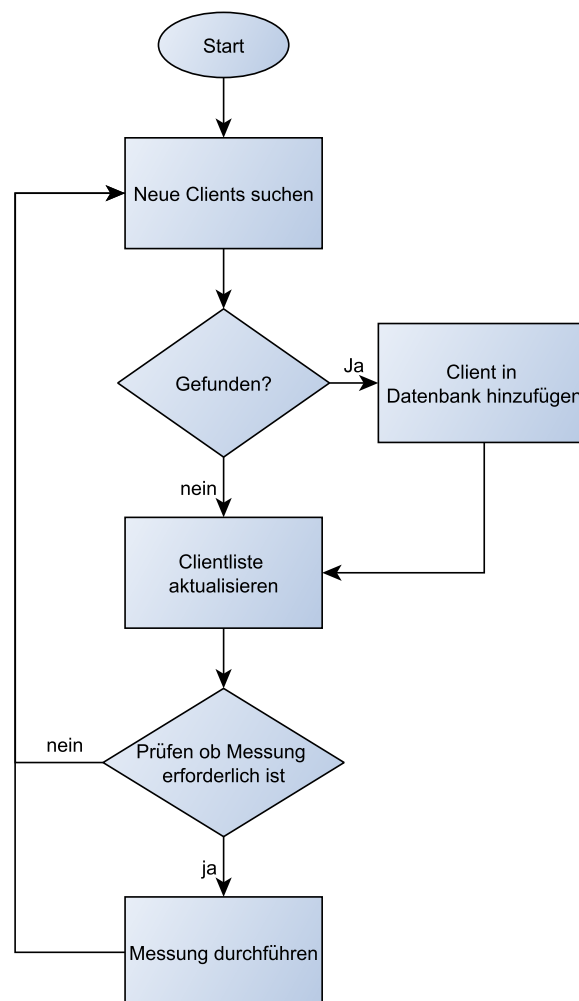 Start
Neue Clients suchen
Gefunden?
Ja
Client in
Datenbank hinzufügen
nein
Clientliste
aktualisieren
nein
Prüfen ob Messung
erforderlich ist
ja
Messung durchführen